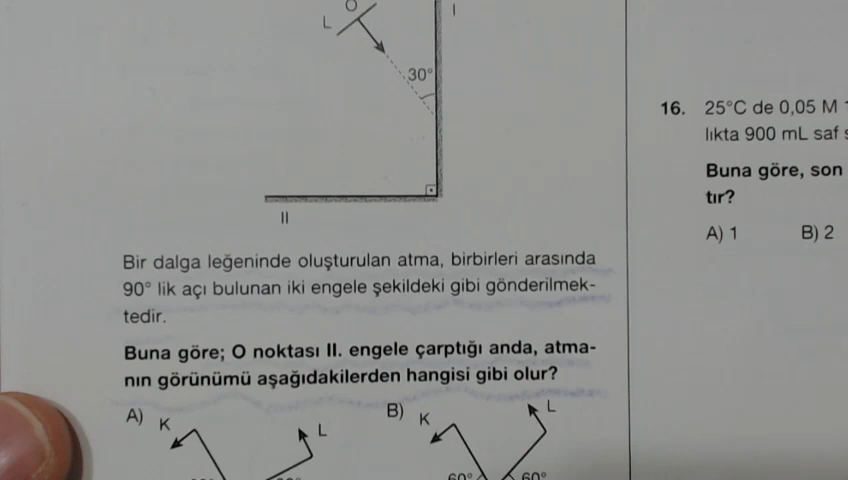 O
L
I
30°
II
Bir dalga leğeninde oluşturulan atma, birbirleri arasında
90° lik açı bulunan iki engele şekildeki gibi gönderilmek-
tedir.
Buna göre; O noktası II. engele çarptığı anda, atma-
nın görünümü aşağıdakilerden hangisi gibi olur?
A) K L
B) K L
60° 60°
16. 25°C de 0,05 M
lıkta 900 mL saf
Buna göre, son
tır?
A) 1 B) 2